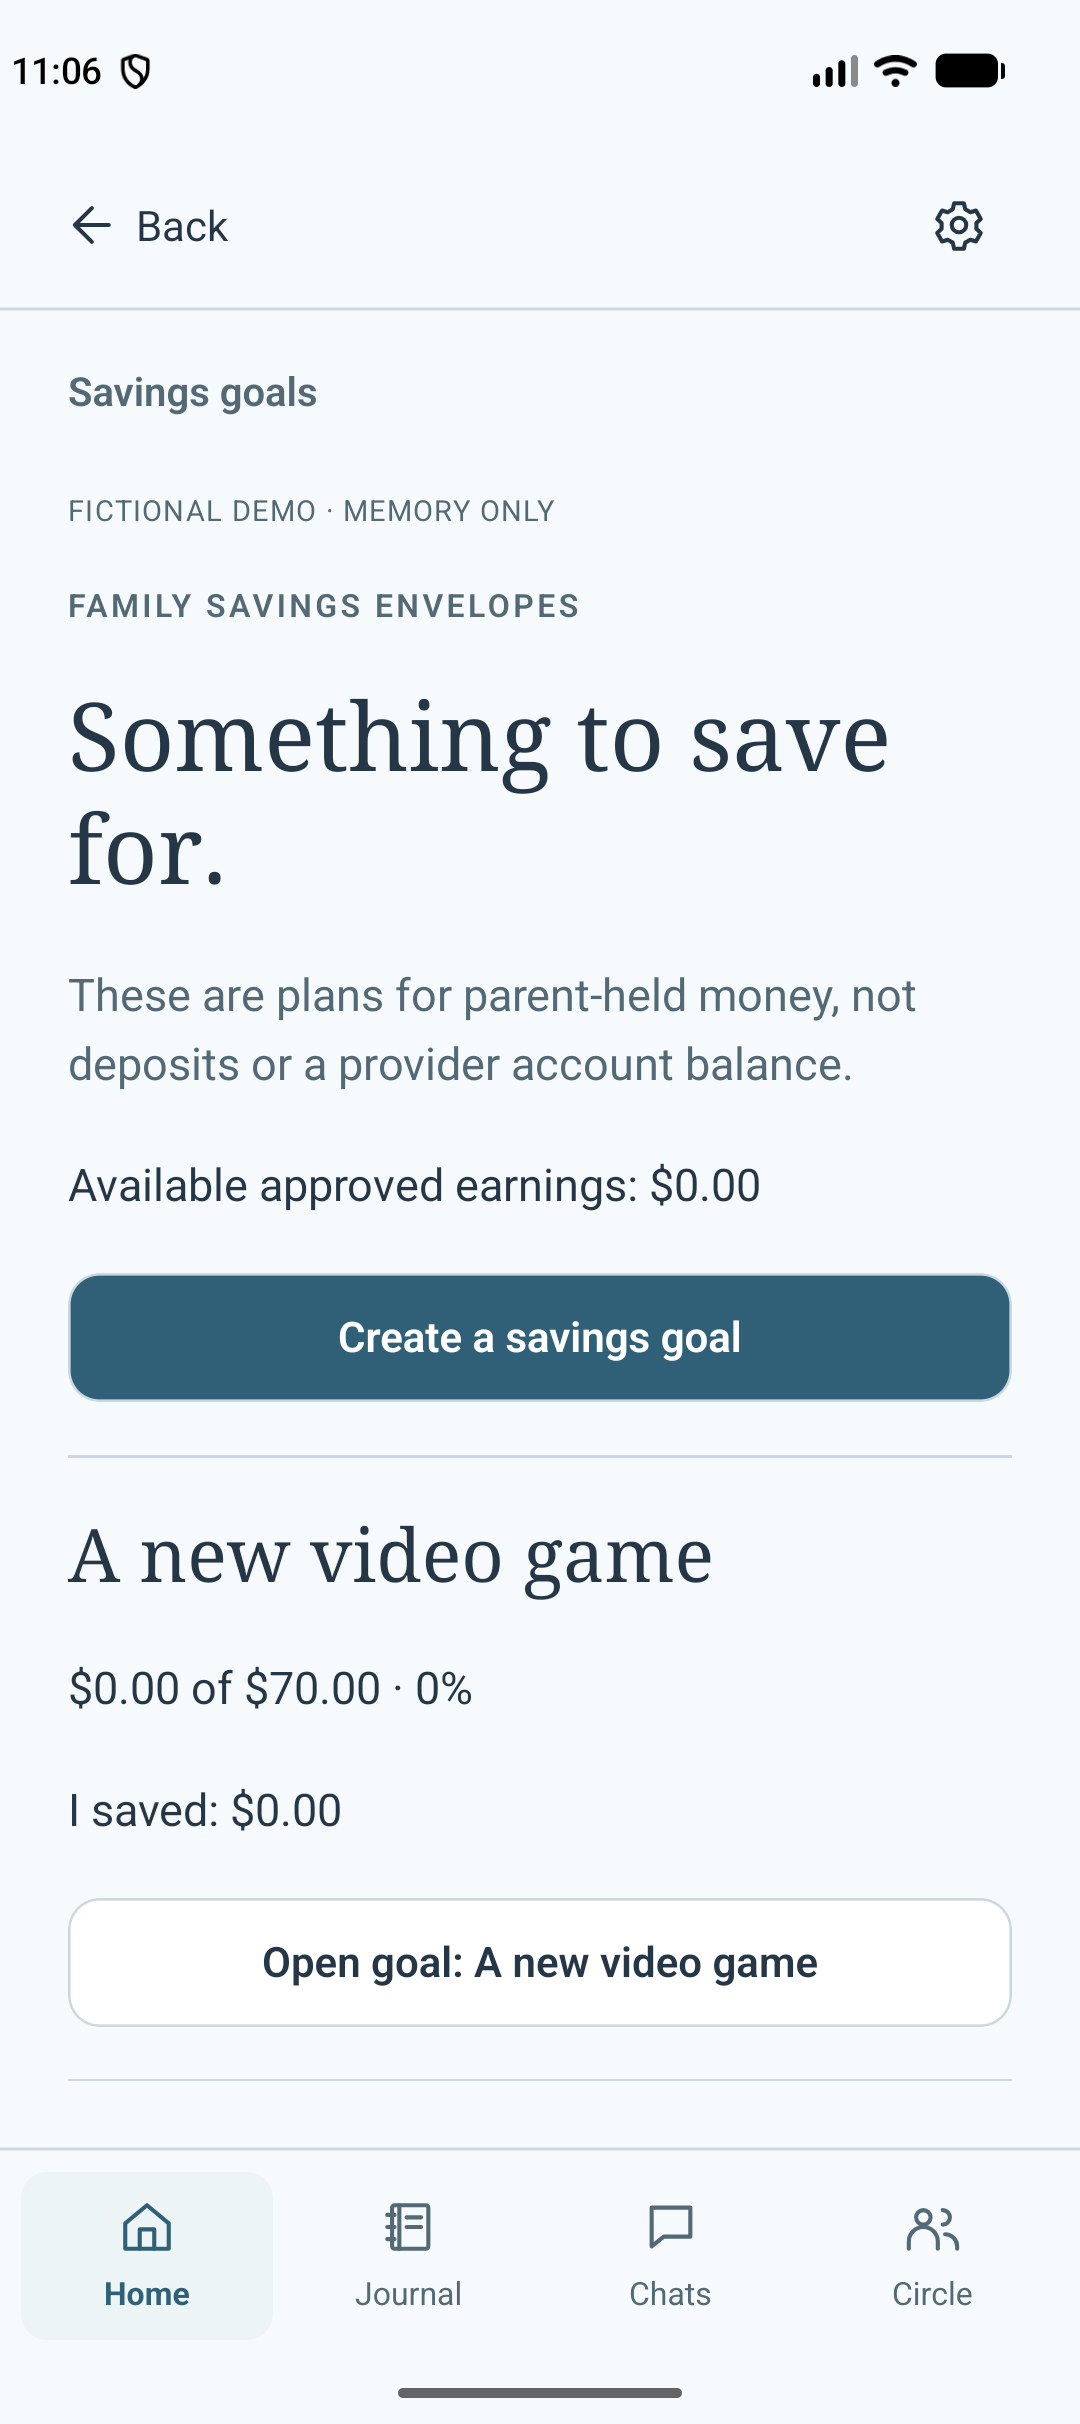 11:06
Back
Savings goals
FICTIONAL DEMO · MEMORY ONLY
FAMILY SAVINGS ENVELOPES
Something to save
for.
These are plans for parent-held money, not
deposits or a provider account balance.
Available approved earnings: $0.00
Create a savings goal
A new video game
$0.00 of $70.00 · 0%
I saved: $0.00
Open goal: A new video game
Home
Journal
Chats
Circle